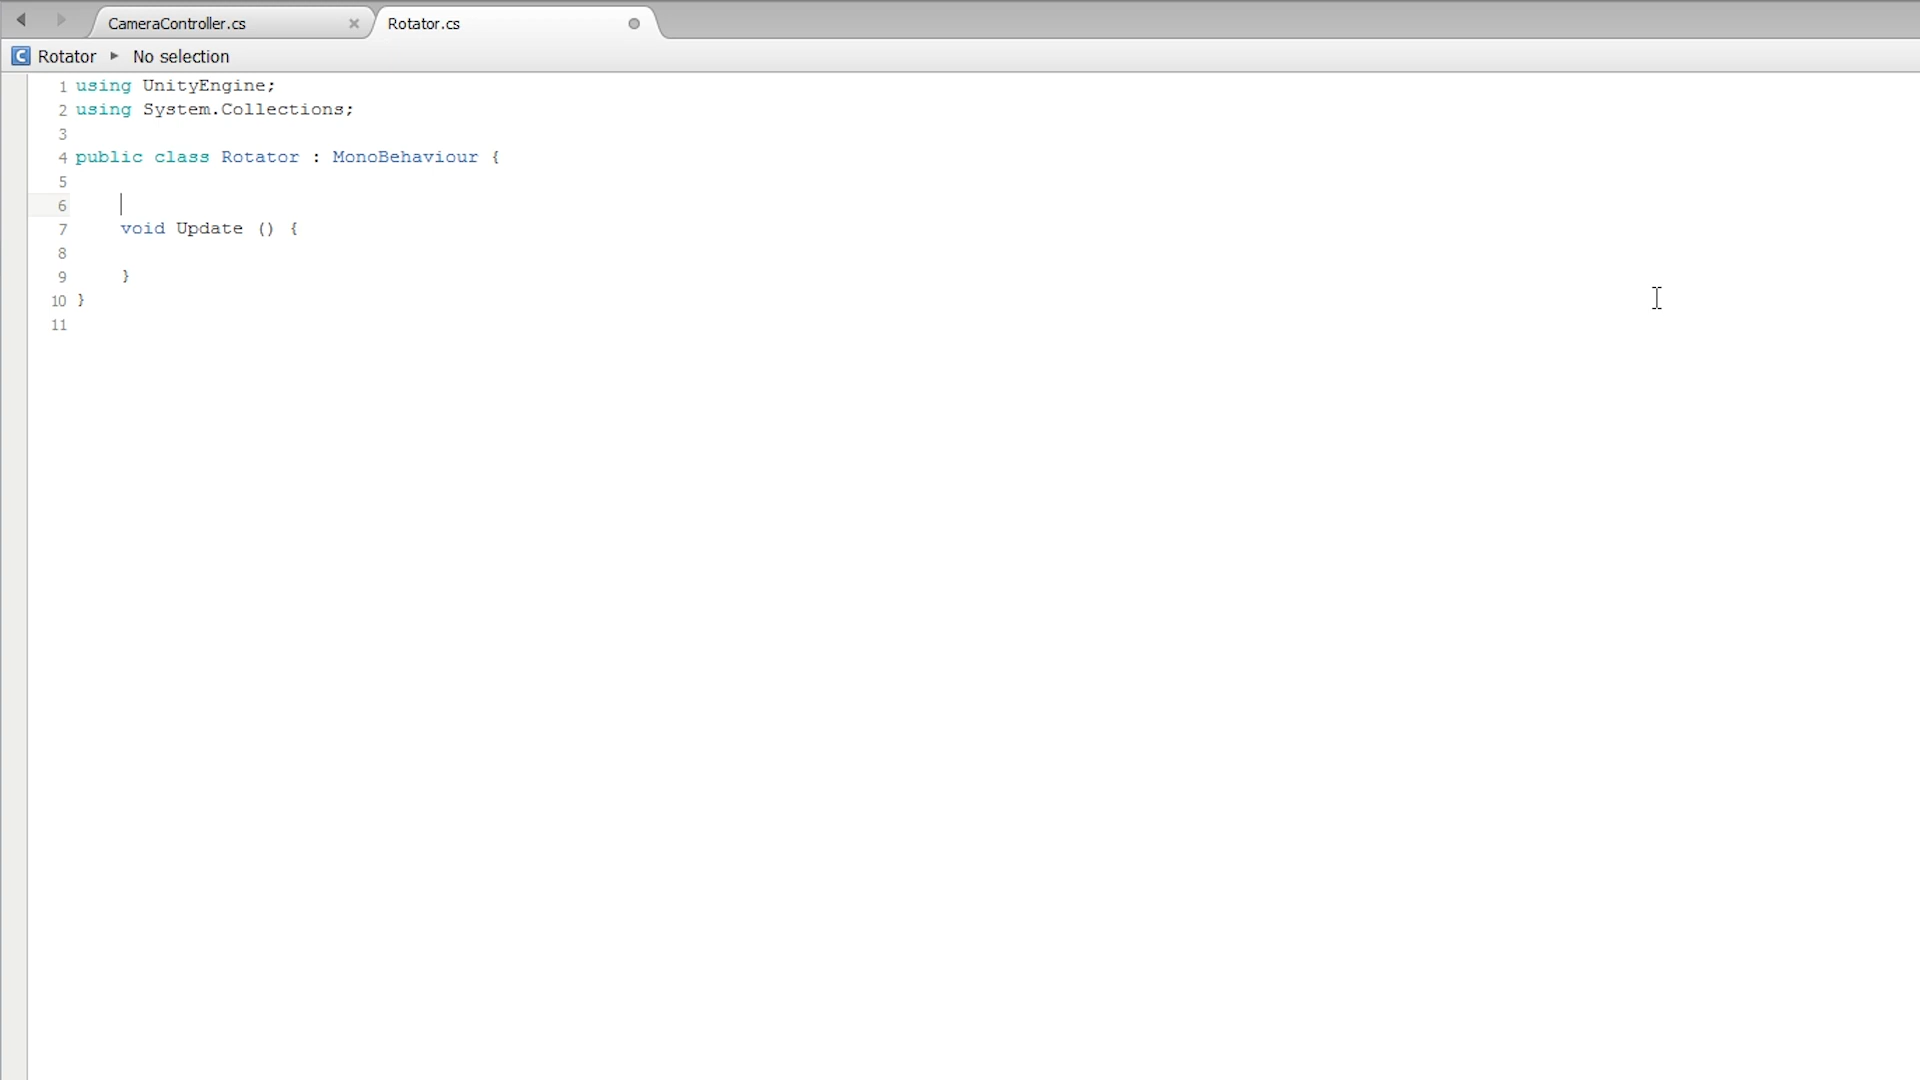 CameraController.cs Rotator.cs
Rotator No selection
1 using UnityEngine;
2 using System.Collections;
3
4 public class Rotator : MonoBehaviour {
5
6
7 void Update () {
8
9 }
10 }
11